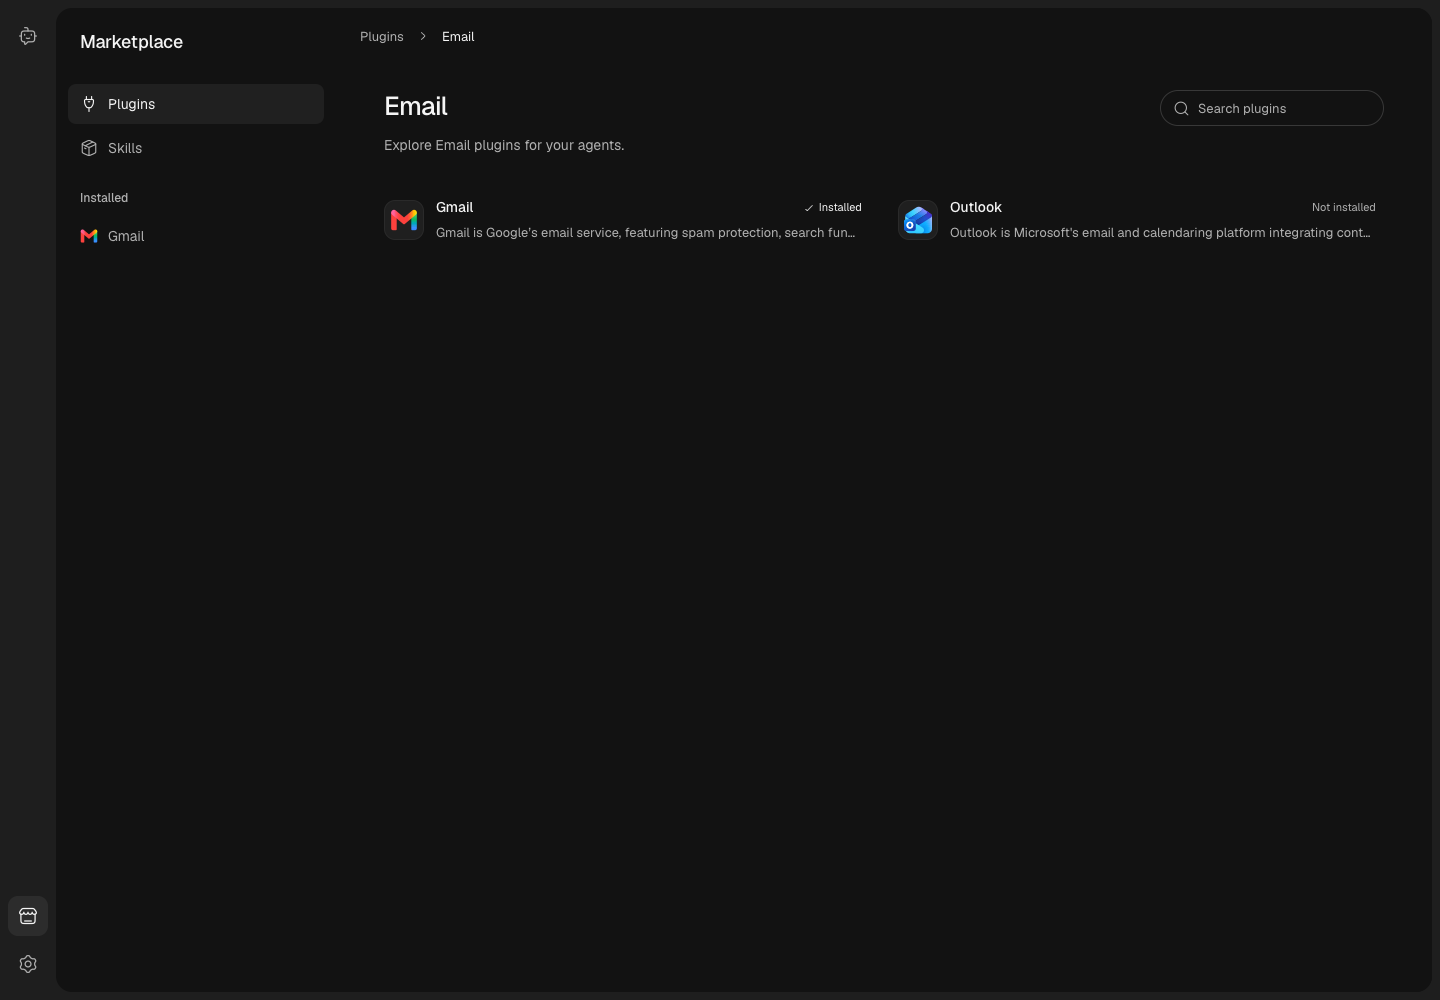 Marketplace
Plugins
Skills
Installed
Gmail
Plugins
Email
Email
Search plugins
Explore Email plugins for your agents.
Gmail
Installed
Gmail is Google's email service, featuring spam protection, search fun…
Outlook
Not installed
Outlook is Microsoft's email and calendaring platform integrating cont…